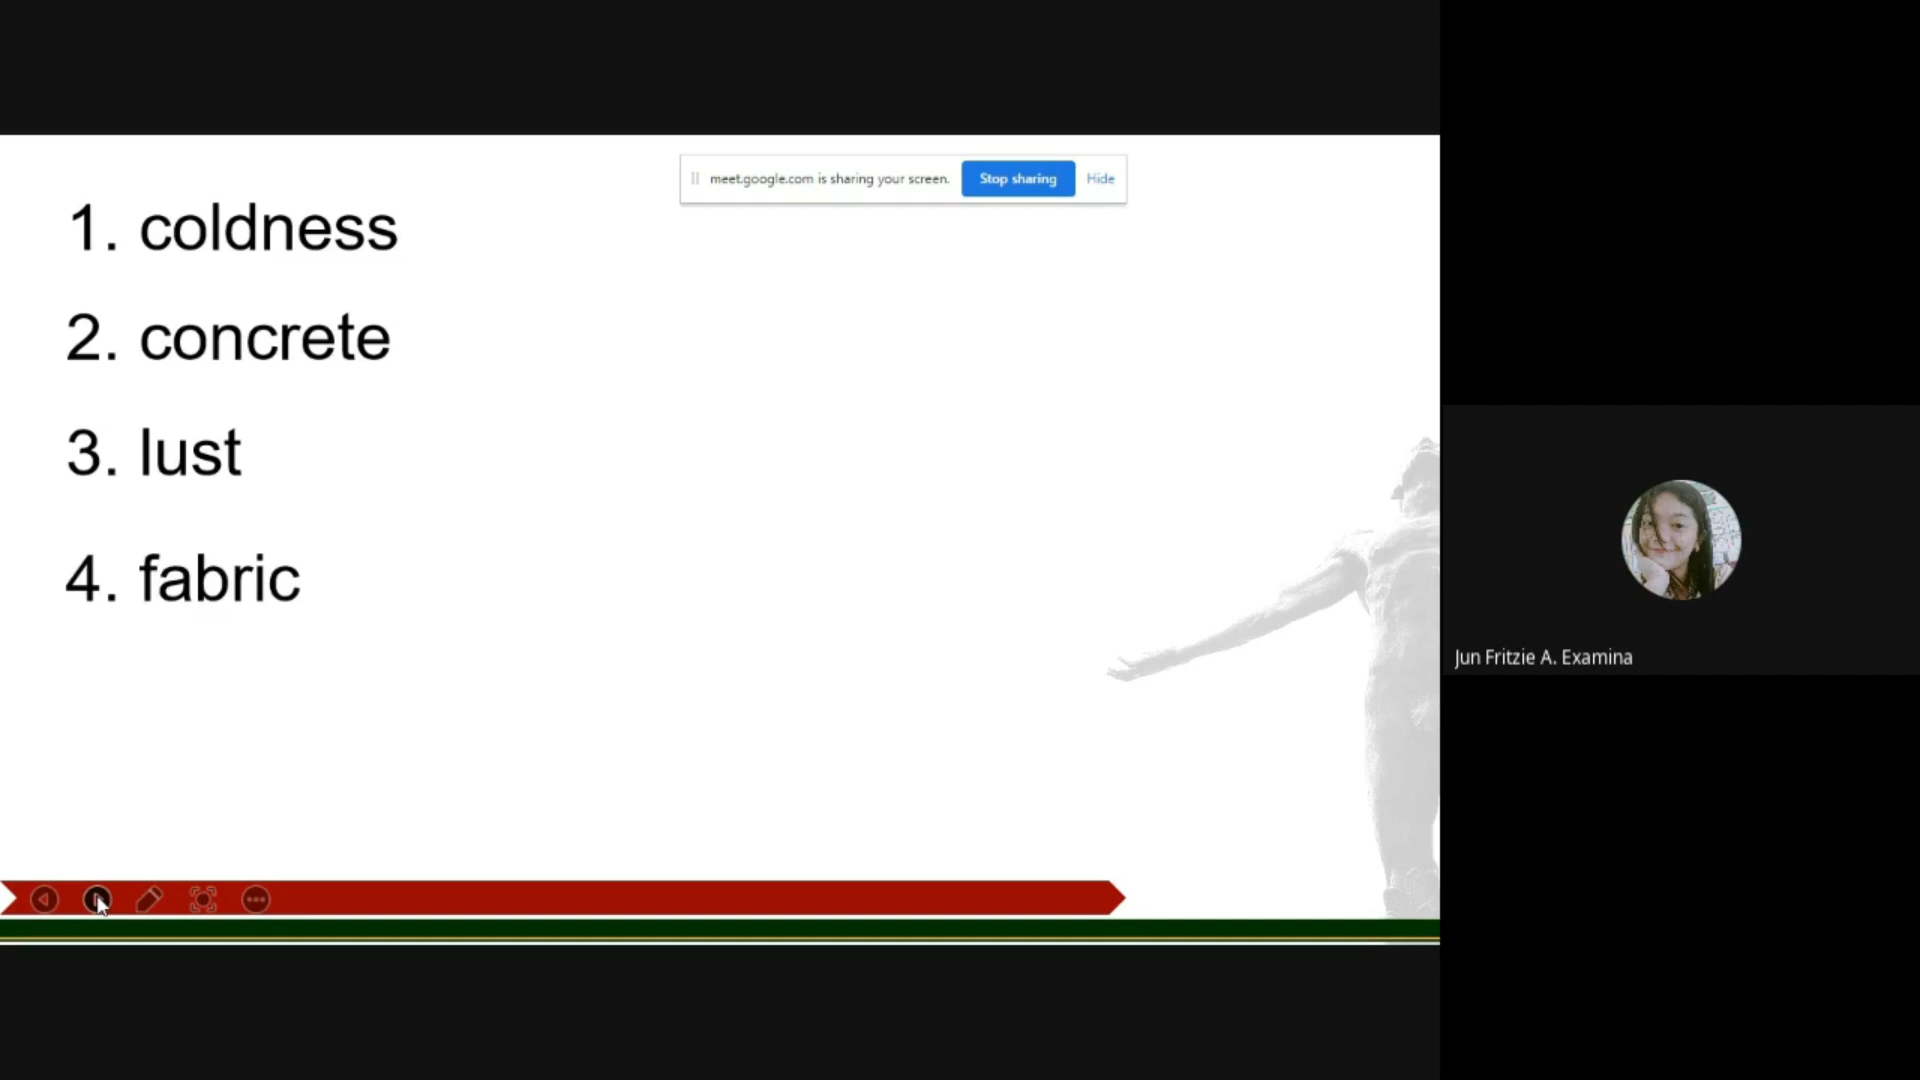 meet.google.com is sharing your screen. Stop sharing Hide
1. coldness
2. concrete
3. lust
4. fabric
Jun Fritzie A. Examina